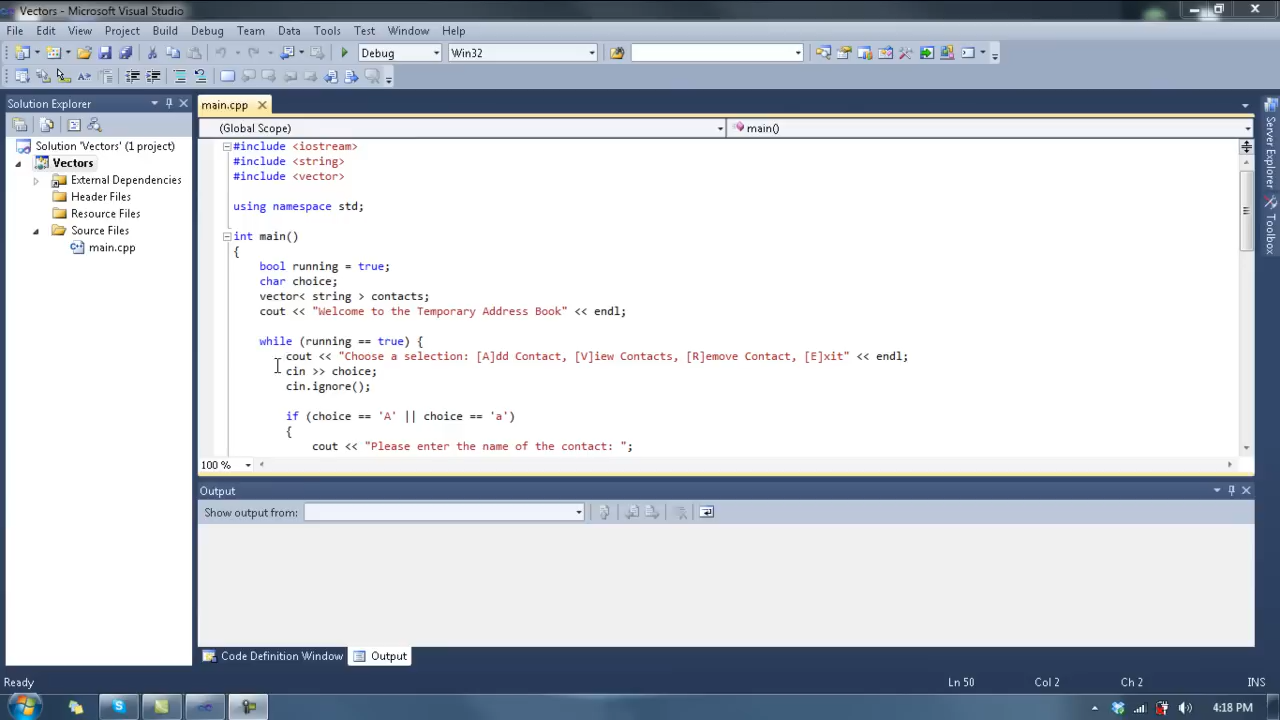 Vectors - Microsoft Visual Studio
File Edit View Project Build Debug Team Data Tools Test Window Help
Debug Win32
Solution Explorer
main.cpp
(Global Scope) main()
Solution 'Vectors' (1 project)
Vectors
External Dependencies
Header Files
Resource Files
Source Files
main.cpp
#include <iostream>
#include <string>
#include <vector>
using namespace std;
int main()
{
bool running = true;
char choice;
vector< string > contacts;
cout << "Welcome to the Temporary Address Book" << endl;
while (running == true) {
cout << "Choose a selection: [A]dd Contact, [V]iew Contacts, [R]emove Contact, [E]xit" << endl;
cin >> choice;
cin.ignore();
if (choice == 'A' || choice == 'a')
{
cout << "Please enter the name of the contact: ";
100 %
Server Explorer
Toolbox
Output
Show output from:
Code Definition Window Output
Ready Ln 50 Col 2 Ch 2 INS
4:18 PM